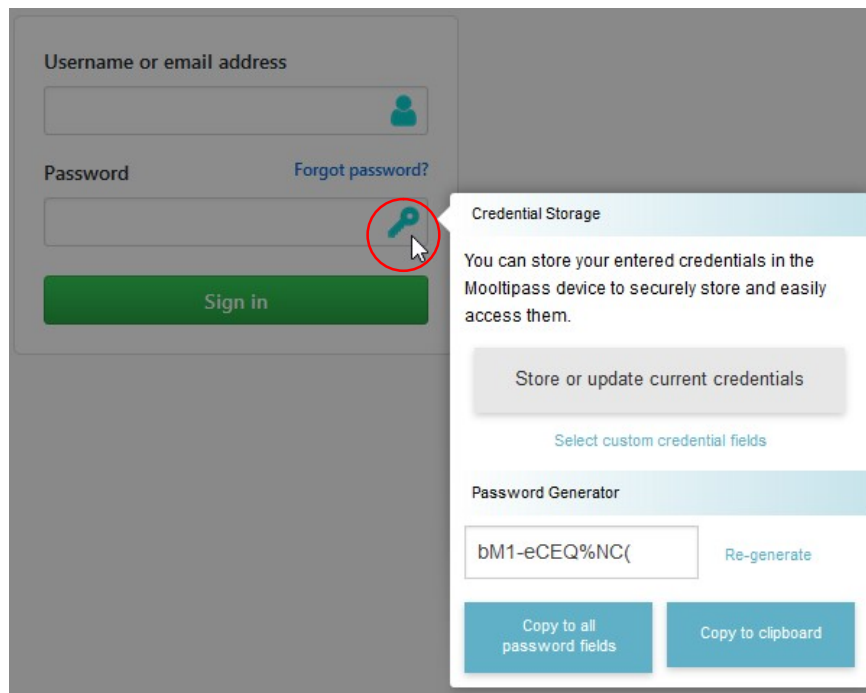 Username or email address
Password
Forgot password?
Sign in
Credential Storage
You can store your entered credentials in the
Mooltipass device to securely store and easily
access them.
Store or update current credentials
Select custom credential fields
Password Generator
bM1-eCEQ%NC(
Re-generate
Copy to all
password fields
Copy to clipboard